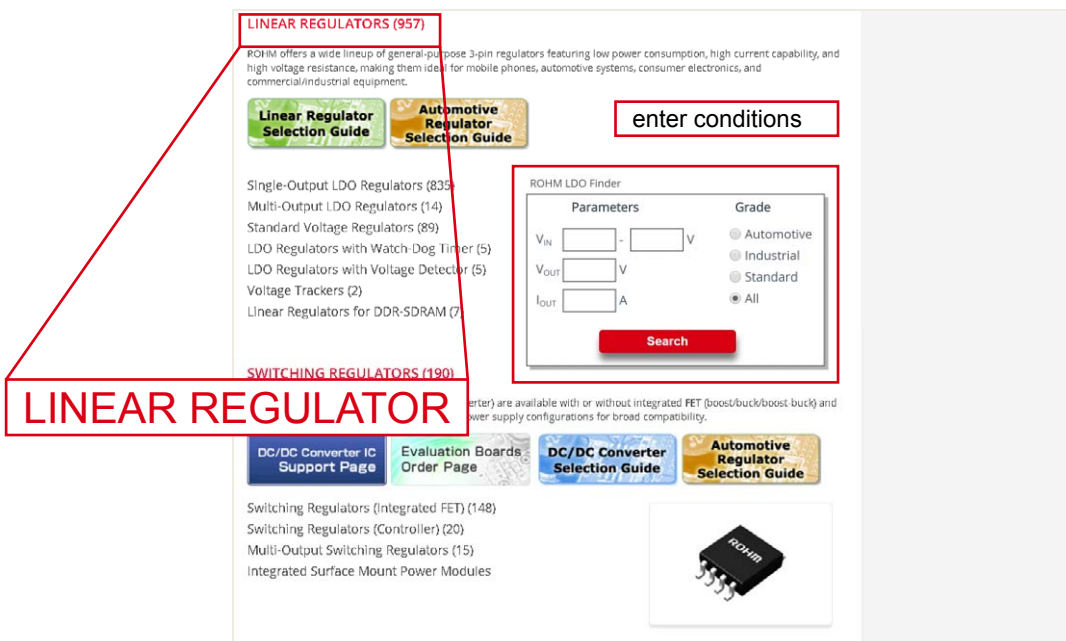 LINEAR REGULATORS (957)
ROHM offers a wide lineup of general-purpose 3-pin regulators featuring low power consumption, high current capability, and
high voltage resistance, making them ideal for mobile phones, automotive systems, consumer electronics, and
commercial/industrial equipment.
Linear Regulator
Selection Guide
Automotive
Regulator
Selection Guide
enter conditions
Single-Output LDO Regulators (835)
Multi-Output LDO Regulators (14)
Standard Voltage Regulators (89)
LDO Regulators with Watch-Dog Timer (5)
LDO Regulators with Voltage Detector (5)
Voltage Trackers (2)
Linear Regulators for DDR-SDRAM (7)
ROHM LDO Finder
Parameters
Grade
VIN - V
VOUT V
IOUT A
Automotive
Industrial
Standard
All
Search
SWITCHING REGULATORS (190)
LINEAR REGULATOR
erter) are available with or without integrated FET (boost/buck/boost-buck) and
ower supply configurations for broad compatibility.
DC/DC Converter IC
Support Page
Evaluation Boards
Order Page
DC/DC Converter
Selection Guide
Automotive
Regulator
Selection Guide
Switching Regulators (Integrated FET) (148)
Switching Regulators (Controller) (20)
Multi-Output Switching Regulators (15)
Integrated Surface Mount Power Modules
ROHM